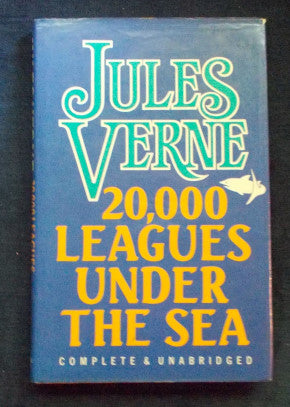 JULES
VERNE
20,000
LEAGUES
UNDER
THE SEA
COMPLETE & UNABRIDGED